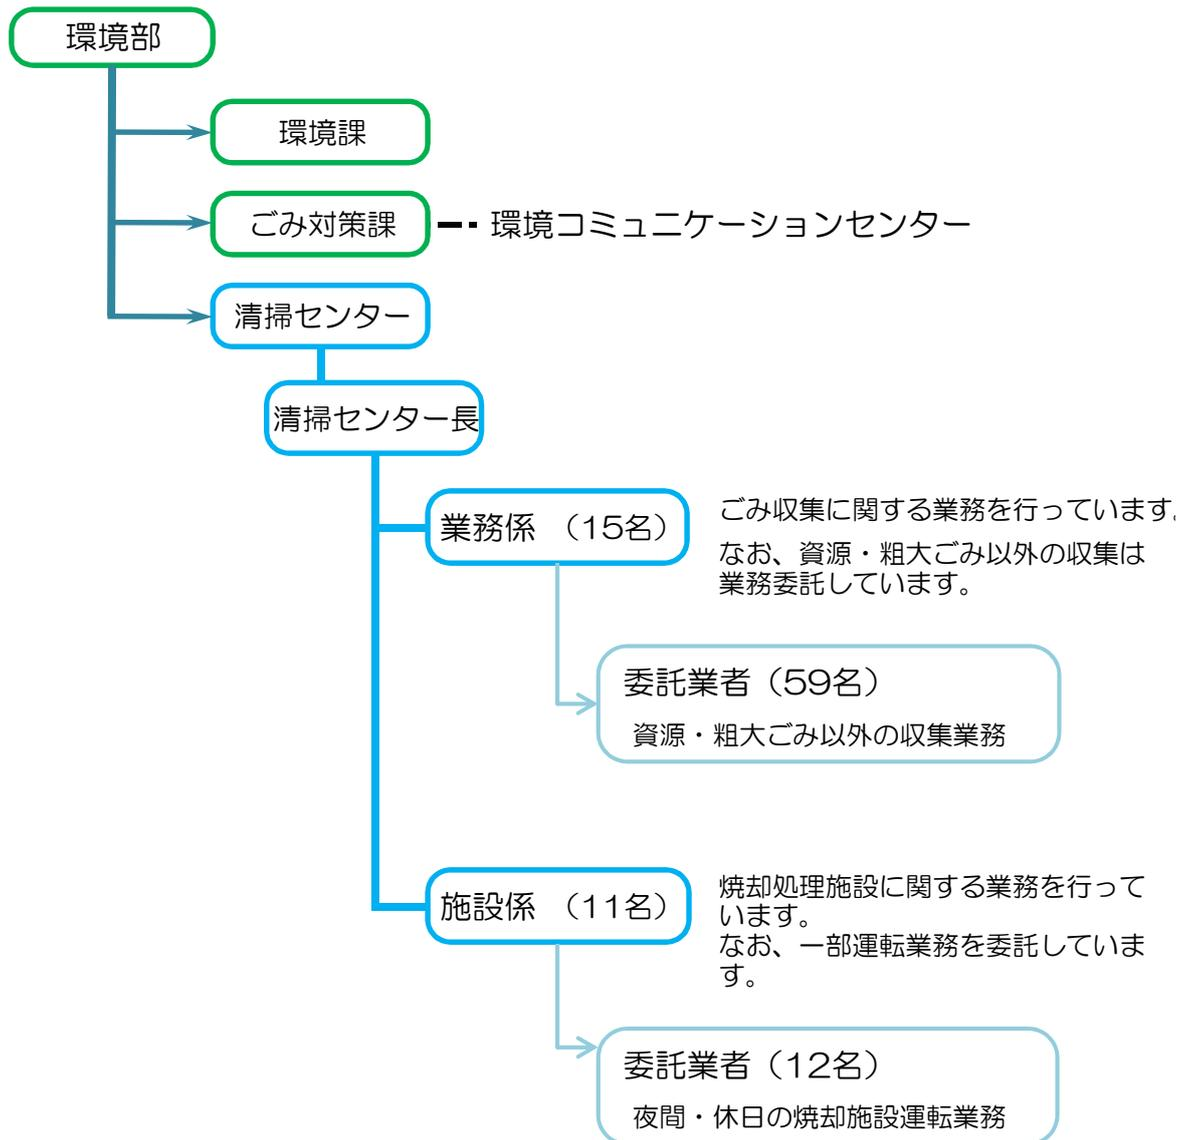 環境部
環境課
ごみ対策課
環境コミュニケーションセンター
清掃センター
清掃センター長
業務係 （15名）
ごみ収集に関する業務を行っています。
なお、資源・粗大ごみ以外の収集は
業務委託しています。
委託業者（59名）
資源・粗大ごみ以外の収集業務
施設係 （11名）
焼却処理施設に関する業務を行って
います。
なお、一部運転業務を委託していま
す。
委託業者（12名）
夜間・休日の焼却施設運転業務